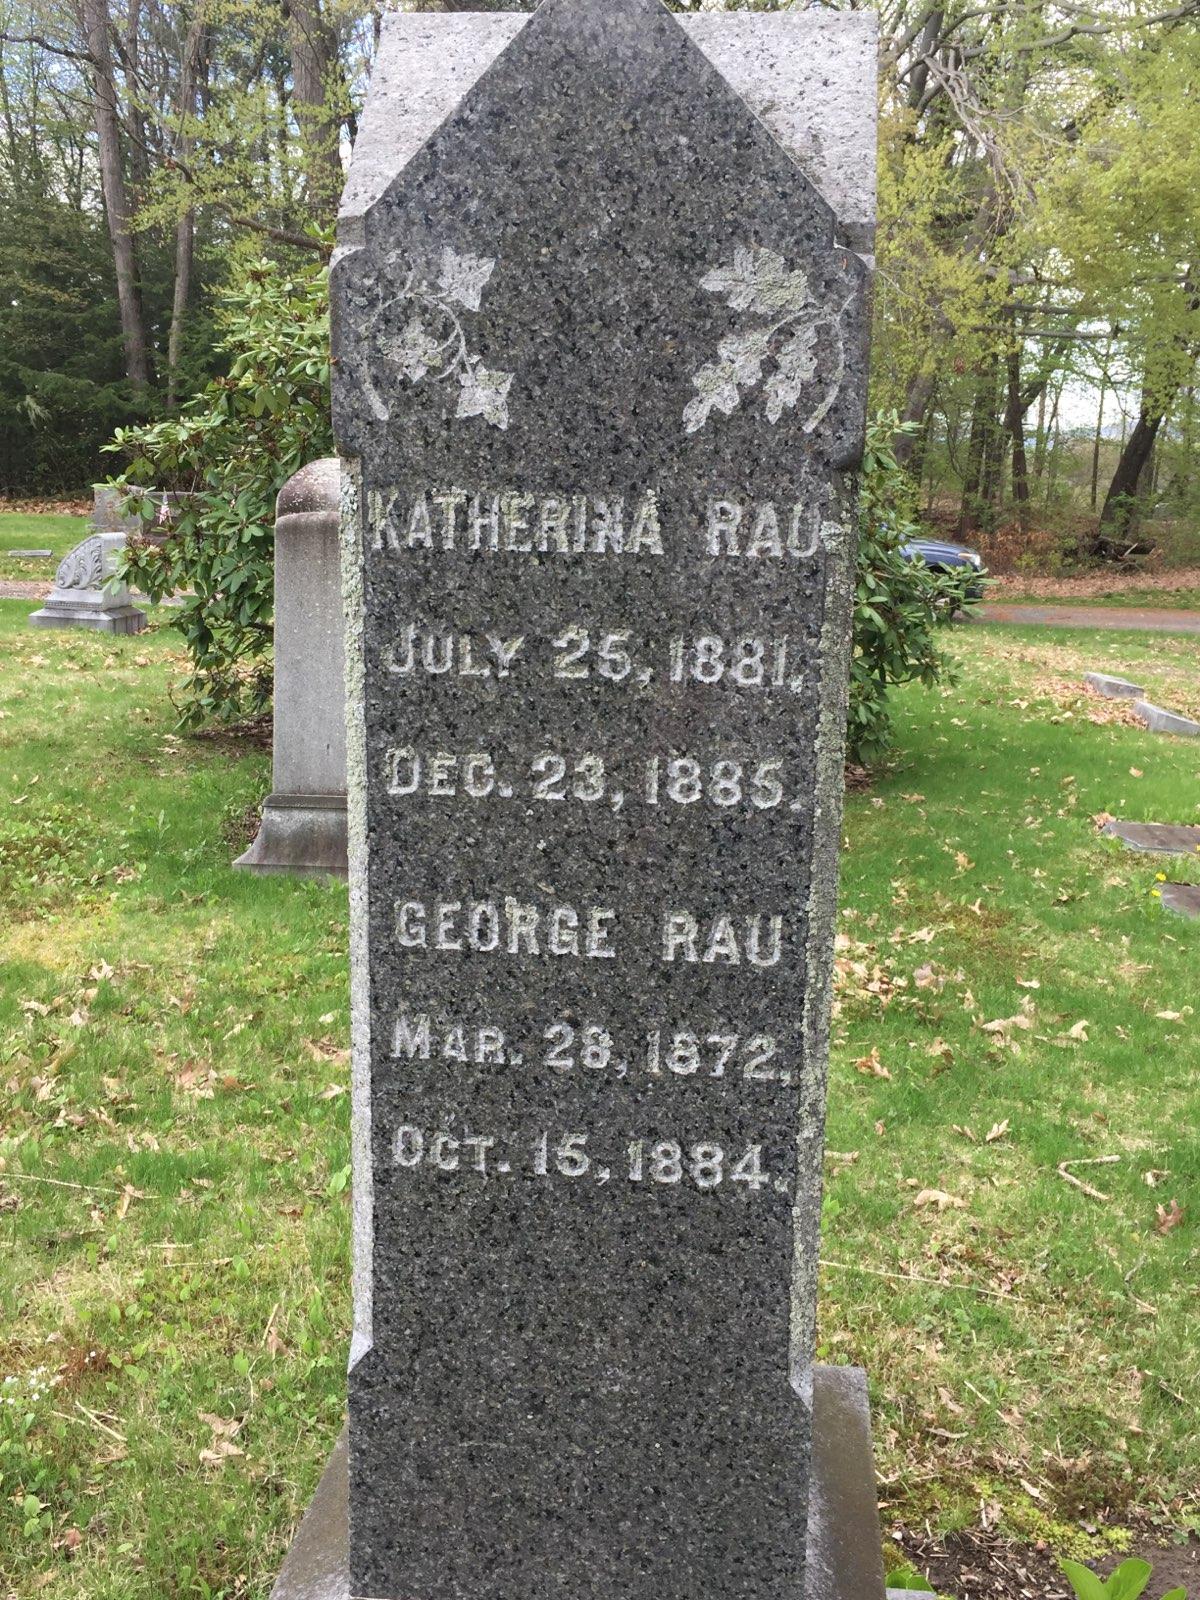 KATHERINA RAU
JULY 25, 1881.
DEC. 23, 1885.
GEORGE RAU
MAR. 28, 1872.
OCT. 15, 1884.